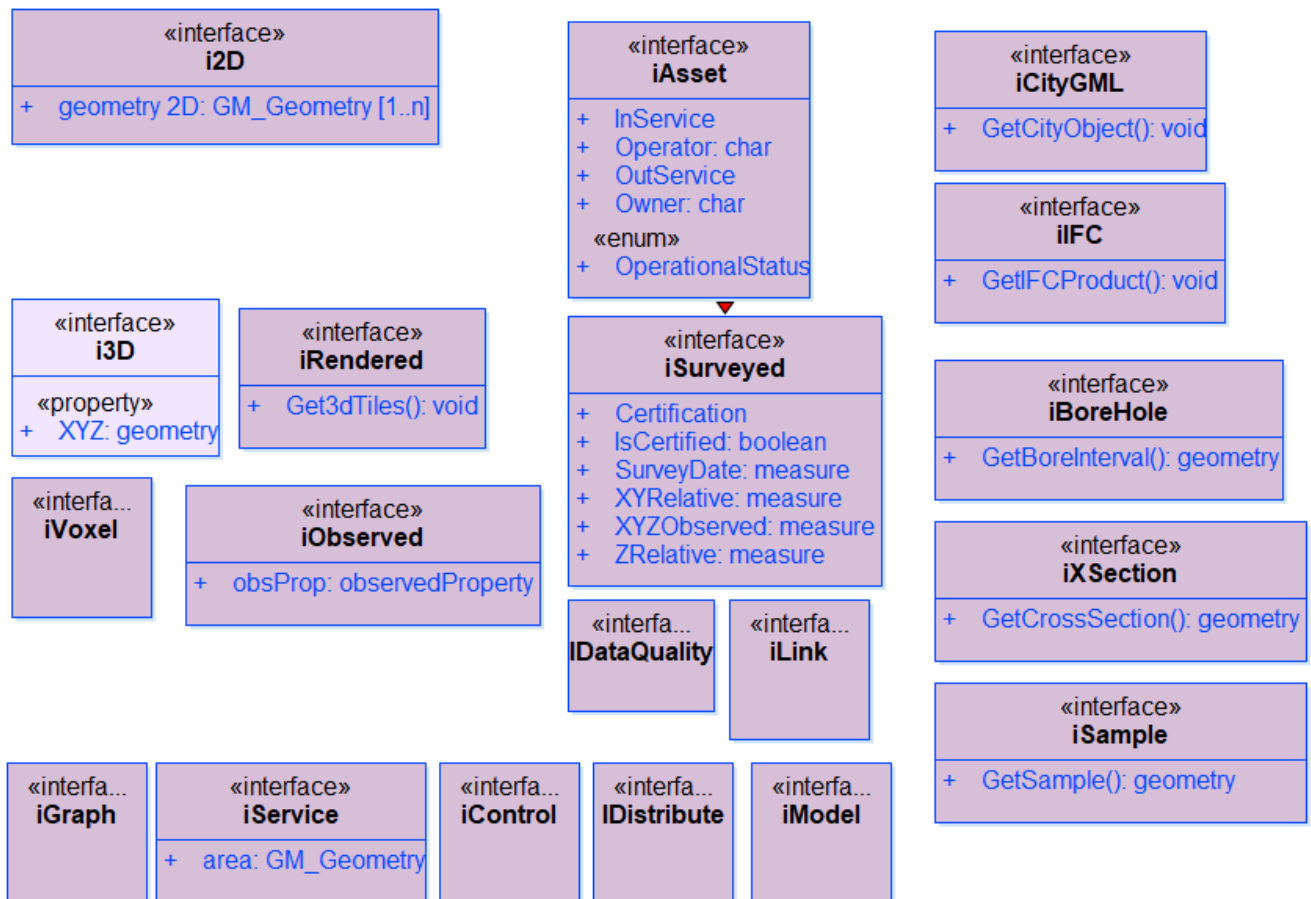 «interface»
i2D
+ geometry 2D: GM_Geometry [1..n]
«interface»
iAsset
+ InService
+ Operator: char
+ OutService
+ Owner: char
«enum»
+ OperationalStatus
«interface»
iCityGML
+ GetCityObject(): void
«interface»
iIFC
+ GetIFCProduct(): void
«interface»
i3D
«property»
+ XYZ: geometry
«interface»
iRendered
+ Get3dTiles(): void
«interface»
iSurveyed
+ Certification
+ IsCertified: boolean
+ SurveyDate: measure
+ XYRelative: measure
+ XYZObserved: measure
+ ZRelative: measure
«interface»
iBoreHole
+ GetBoreInterval(): geometry
«interfa...
iVoxel
«interface»
iObserved
+ obsProp: observedProperty
«interface»
iXSection
+ GetCrossSection(): geometry
«interfa...
IDataQuality
«interfa...
iLink
«interface»
iSample
+ GetSample(): geometry
«interfa...
iGraph
«interface»
iService
+ area: GM_Geometry
«interfa...
iControl
«interfa...
IDistribute
«interfa...
iModel